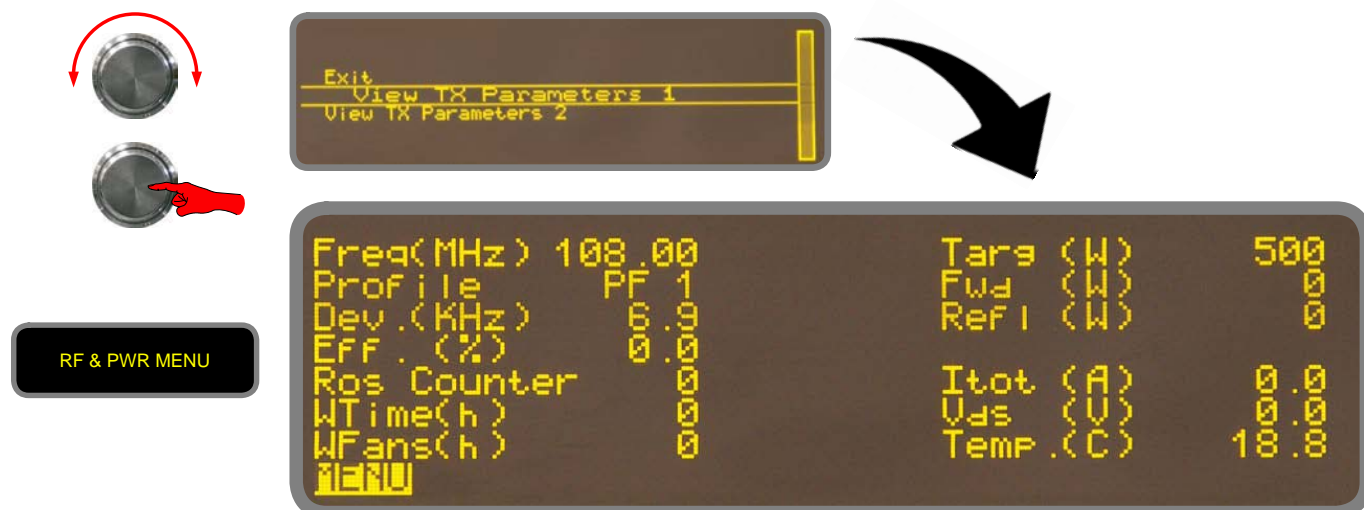 Exit
View TX Parameters 1
View TX Parameters 2
RF & PWR MENU
Freq(MHz) 108.00 Targ (W) 500
Profile PF 1 Fwd (W) 0
Dev.(KHz) 6.9 Refl (W) 0
Eff. (%) 0.0
Ros Counter 0 Itot (A) 0.0
WTime(h) 0 Vds (V) 0.0
WFans(h) 0 Temp.(C) 18.8
MENU